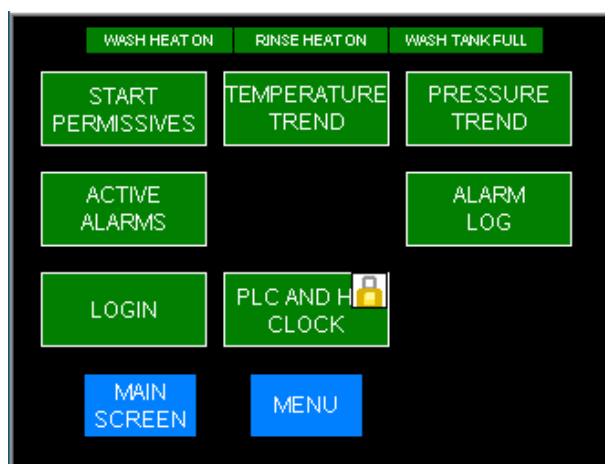 WASH HEAT ON RINSE HEAT ON WASH TANK FULL
START
PERMISSIVES
TEMPERATURE
TREND
PRESSURE
TREND
ACTIVE
ALARMS
ALARM
LOG
LOGIN
PLC AND
CLOCK
MAIN
SCREEN
MENU